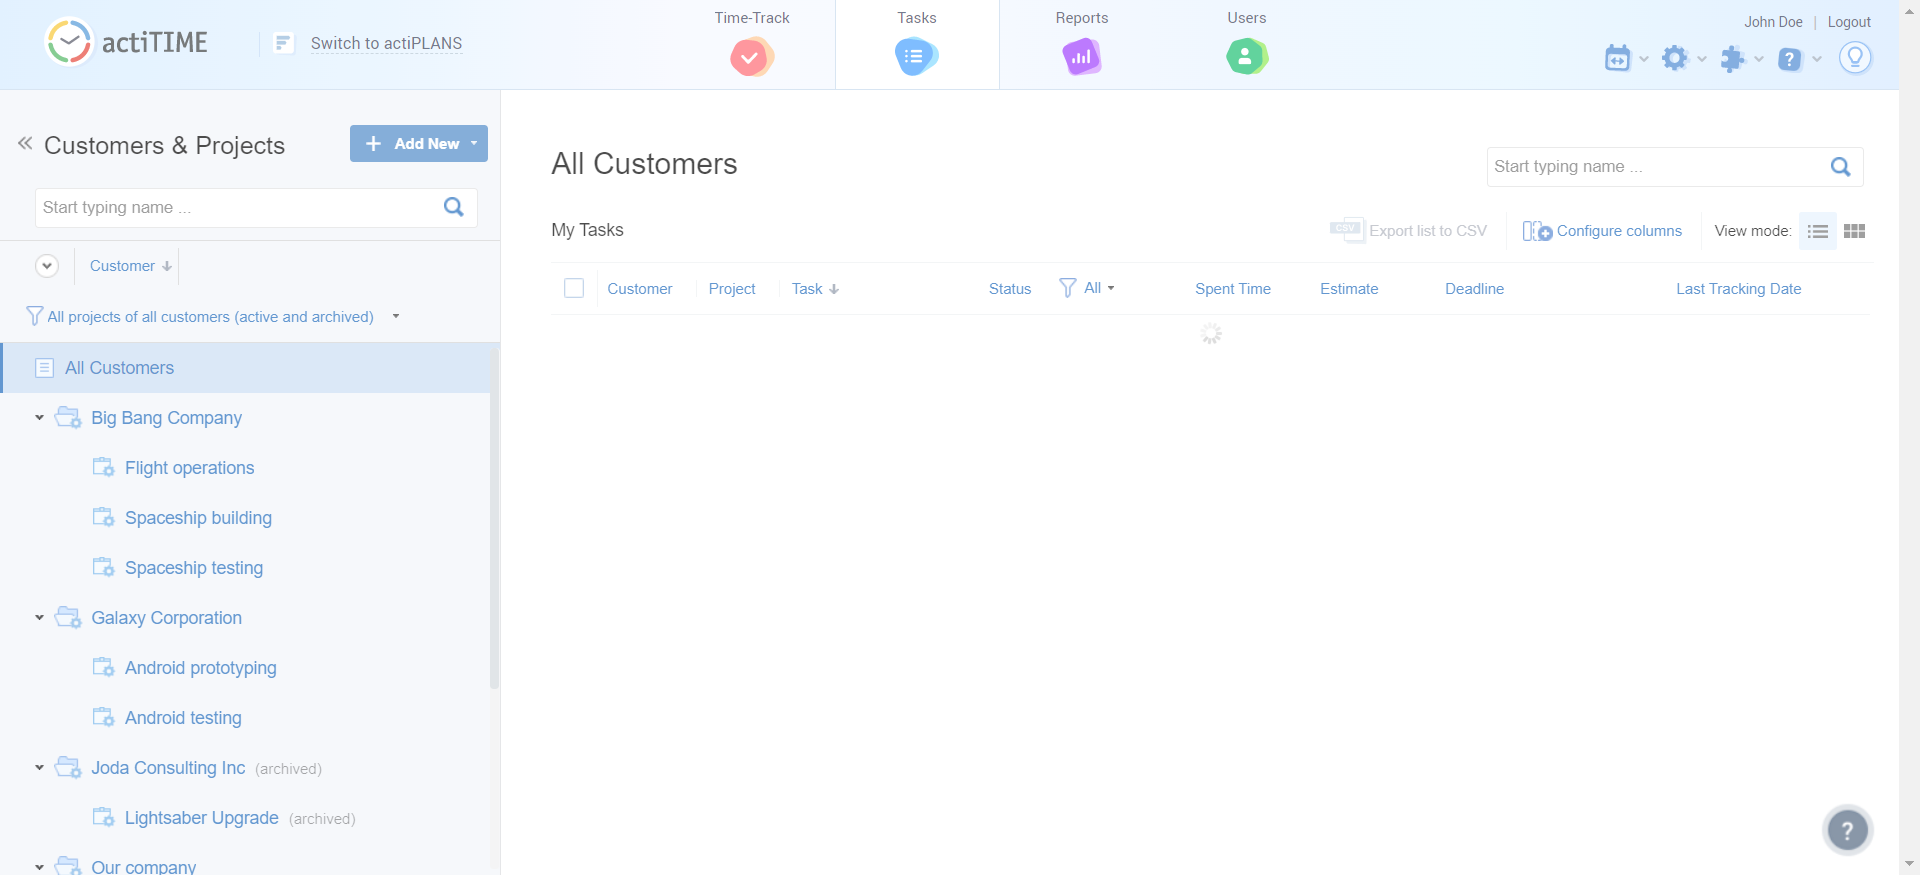 actiTIME
Switch to actiPLANS
Time-Track
Tasks
Reports
Users
John Doe | Logout
Customers & Projects
Add New
Start typing name ...
Customer
All projects of all customers (active and archived)
All Customers
Big Bang Company
Flight operations
Spaceship building
Spaceship testing
Galaxy Corporation
Android prototyping
Android testing
Joda Consulting Inc (archived)
Lightsaber Upgrade (archived)
Our company
All Customers
Start typing name ...
My Tasks
CSV Export list to CSV
Configure columns
View mode:
Customer Project Task Status All Spent Time Estimate Deadline Last Tracking Date
?